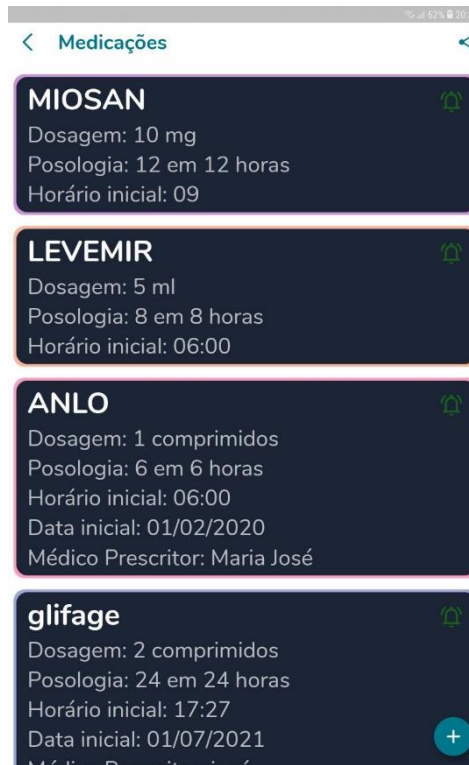 62% 20:
Medicações
MIOSAN
Dosagem: 10 mg
Posologia: 12 em 12 horas
Horário inicial: 09
LEVEMIR
Dosagem: 5 ml
Posologia: 8 em 8 horas
Horário inicial: 06:00
ANLO
Dosagem: 1 comprimidos
Posologia: 6 em 6 horas
Horário inicial: 06:00
Data inicial: 01/02/2020
Médico Prescritor: Maria José
glifage
Dosagem: 2 comprimidos
Posologia: 24 em 24 horas
Horário inicial: 17:27
Data inicial: 01/07/2021